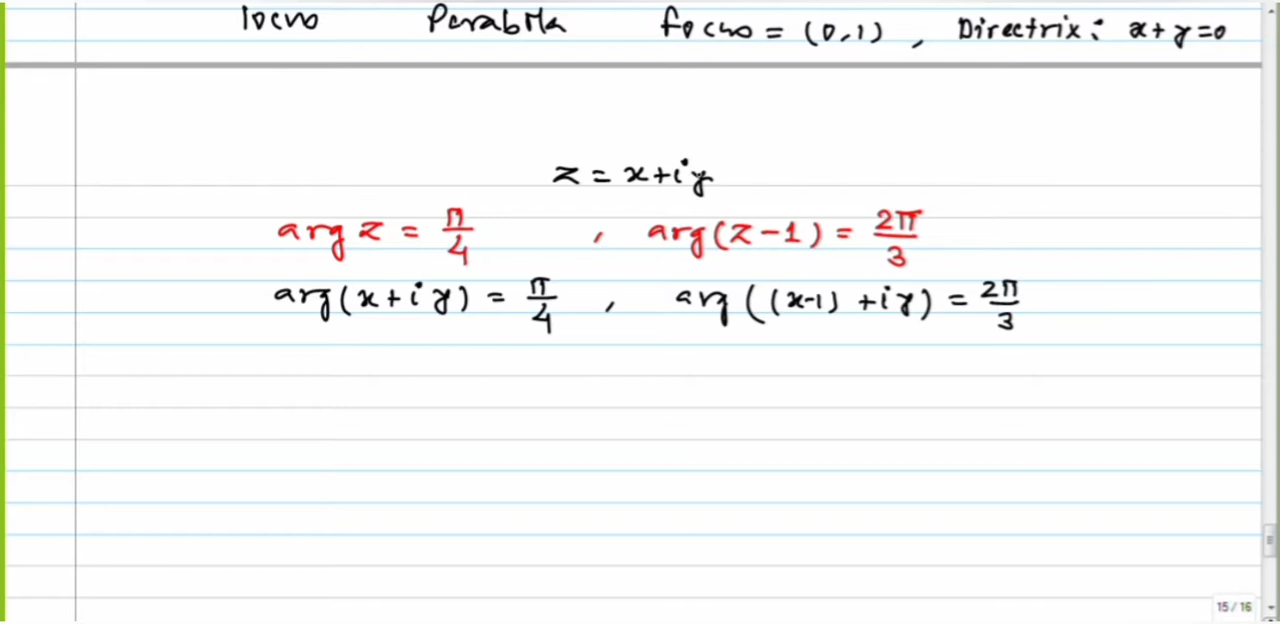 locus Parabola focus = (0,1) , Directrix: x+y=0
z = x+iy
arg z = π/4 , arg(z-1) = 2π/3
arg(x+iy) = π/4 , arg((x-1)+iy) = 2π/3
15/16